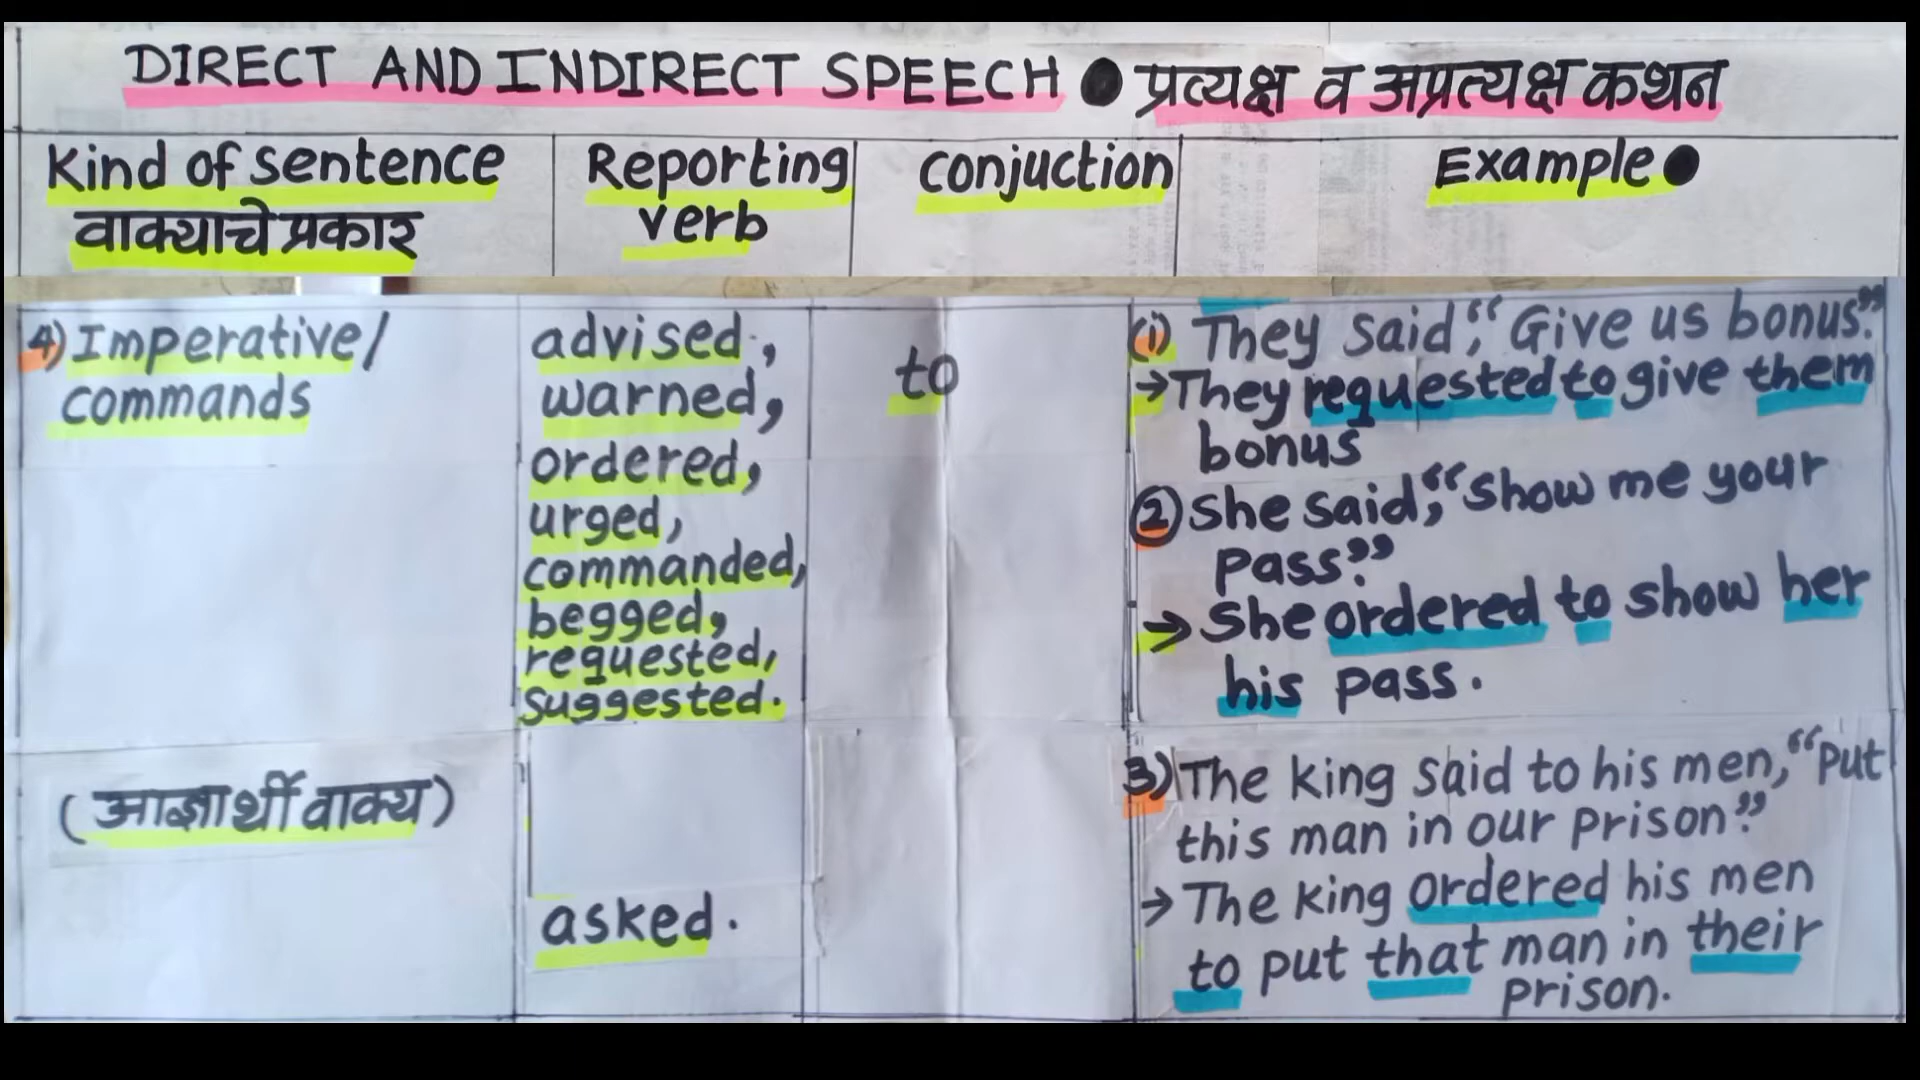 DIRECT AND INDIRECT SPEECH ● प्रत्यक्ष व अप्रत्यक्ष कथन
Kind of sentence
वाक्याचे प्रकार
Reporting
verb
conjuction
Example ●
4) Imperative/
commands
(आज्ञार्थी वाक्य)
advised,
warned,
ordered,
urged,
commanded,
begged,
requested,
suggested.
asked.
to
(i) They said, "Give us bonus."
→ They requested to give them
bonus
② She said, "Show me your
pass."
→ She ordered to show her
his pass.
3) The king said to his men, "put
this man in our prison."
→ The king ordered his men
to put that man in their
prison.